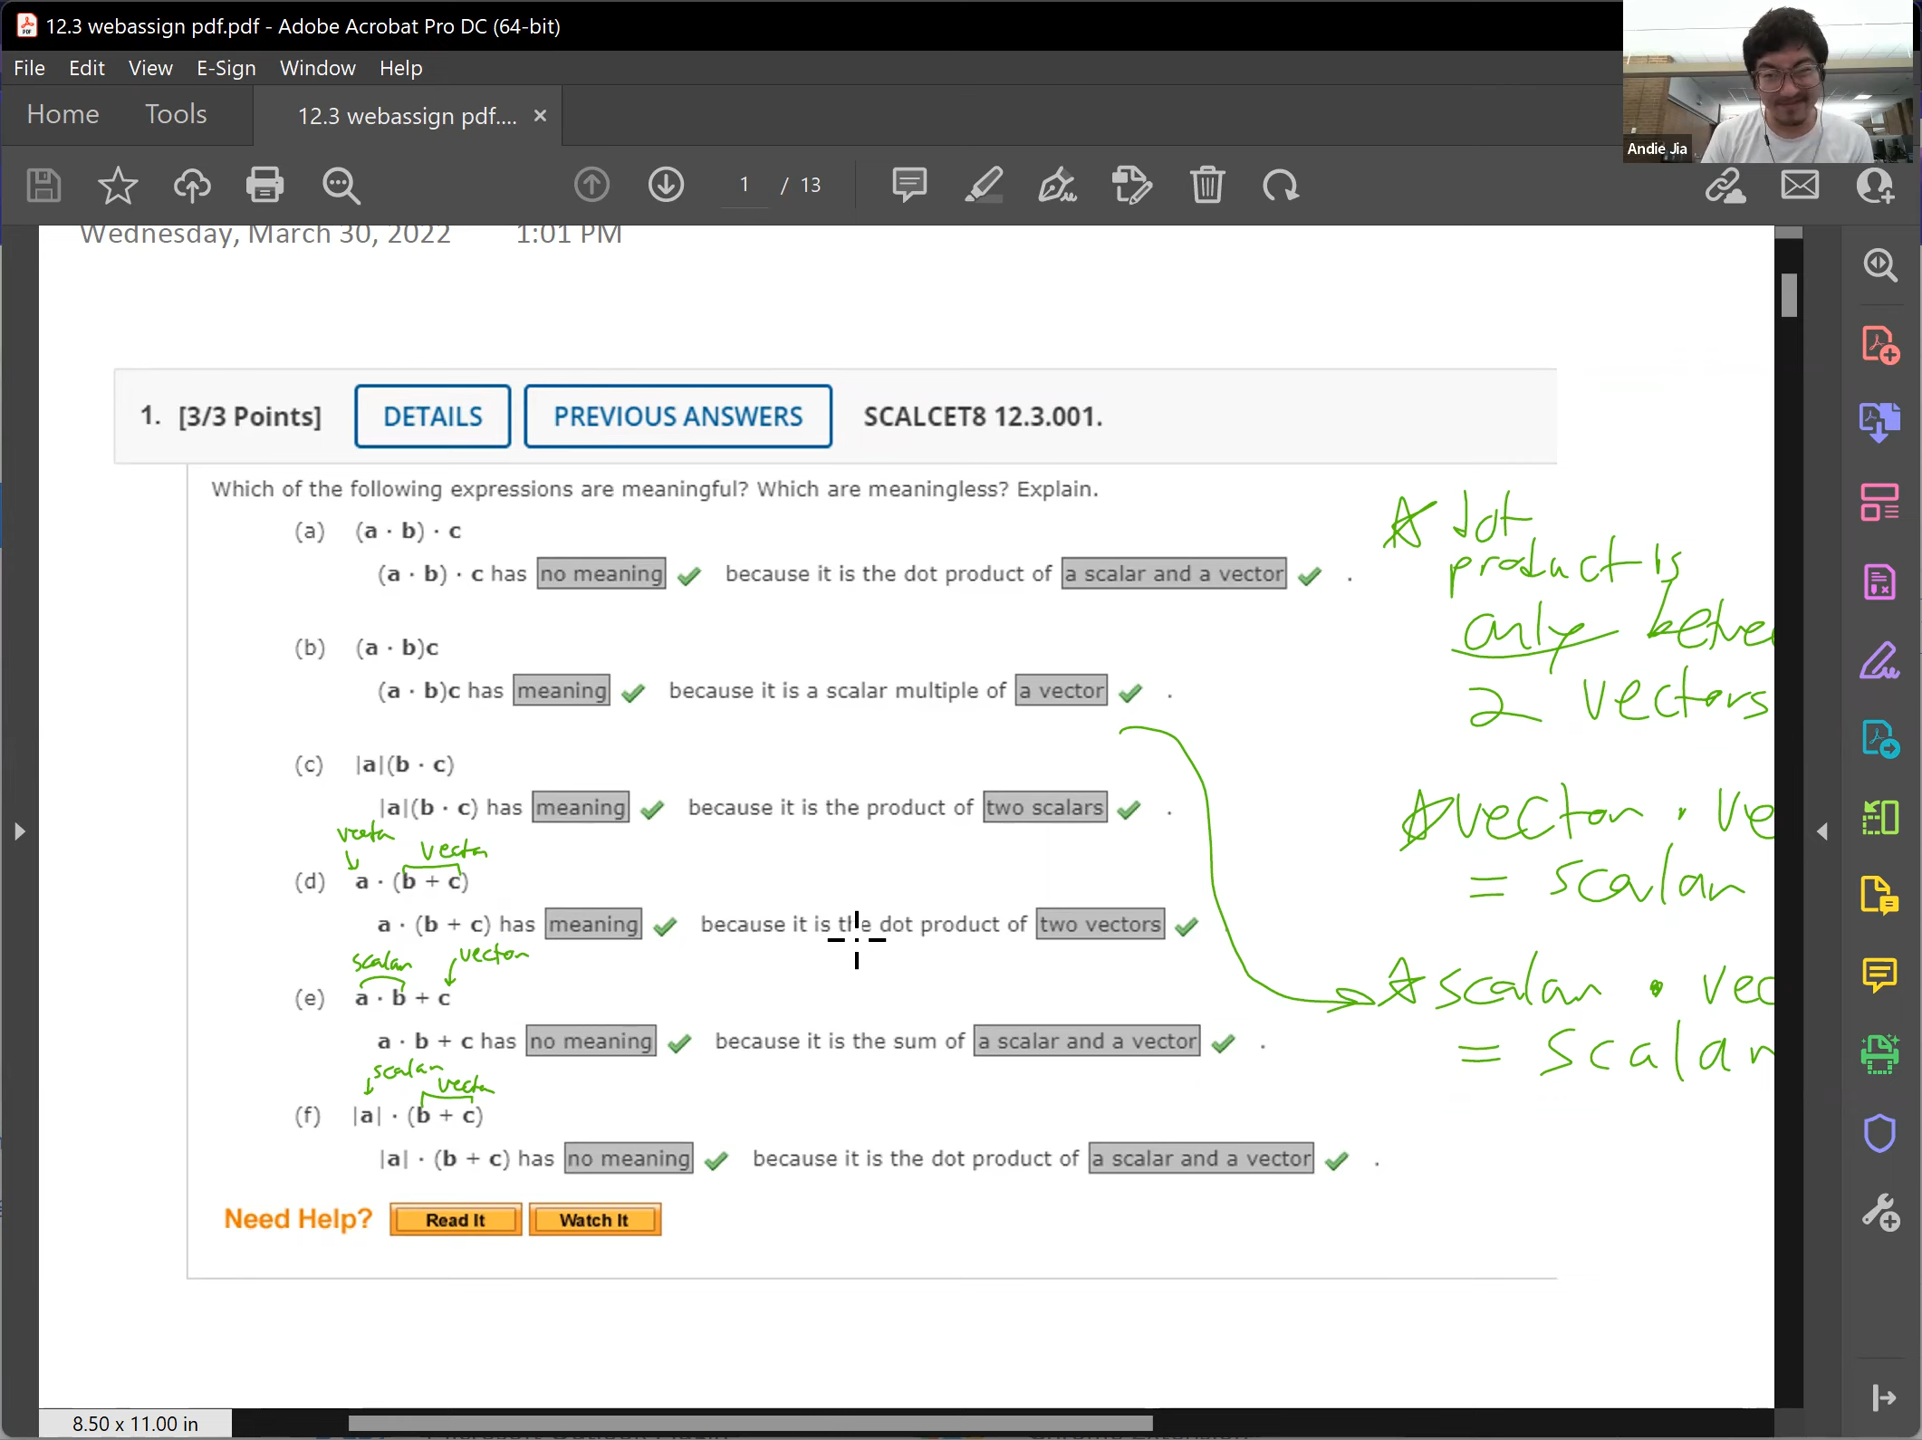 12.3 webassign pdf.pdf - Adobe Acrobat Pro DC (64-bit)
File Edit View E-Sign Window Help
Home Tools 12.3 webassign pdf.... ×
Andie Jia
1 / 13
Wednesday, March 30, 2022 1:01 PM
1. [3/3 Points] DETAILS PREVIOUS ANSWERS SCALCET8 12.3.001.
Which of the following expressions are meaningful? Which are meaningless? Explain.
(a) (a · b) · c
(a · b) · c has no meaning ✓ because it is the dot product of a scalar and a vector ✓ .
(b) (a · b)c
(a · b)c has meaning ✓ because it is a scalar multiple of a vector ✓ .
(c) |a|(b · c)
|a|(b · c) has meaning ✓ because it is the product of two scalars ✓ .
vector vector
(d) a · (b + c)
a · (b + c) has meaning ✓ because it is the dot product of two vectors ✓
scalar vector
(e) a · b + c
a · b + c has no meaning ✓ because it is the sum of a scalar and a vector ✓ .
scalar
vector
(f) |a| · (b + c)
|a| · (b + c) has no meaning ✓ because it is the dot product of a scalar and a vector ✓ .
Need Help? Read It Watch It
☆ dot
product is
only betwe
2 vectors
☆ vector · ve
= scalar
☆ scalar · vec
= scalar
8.50 x 11.00 in